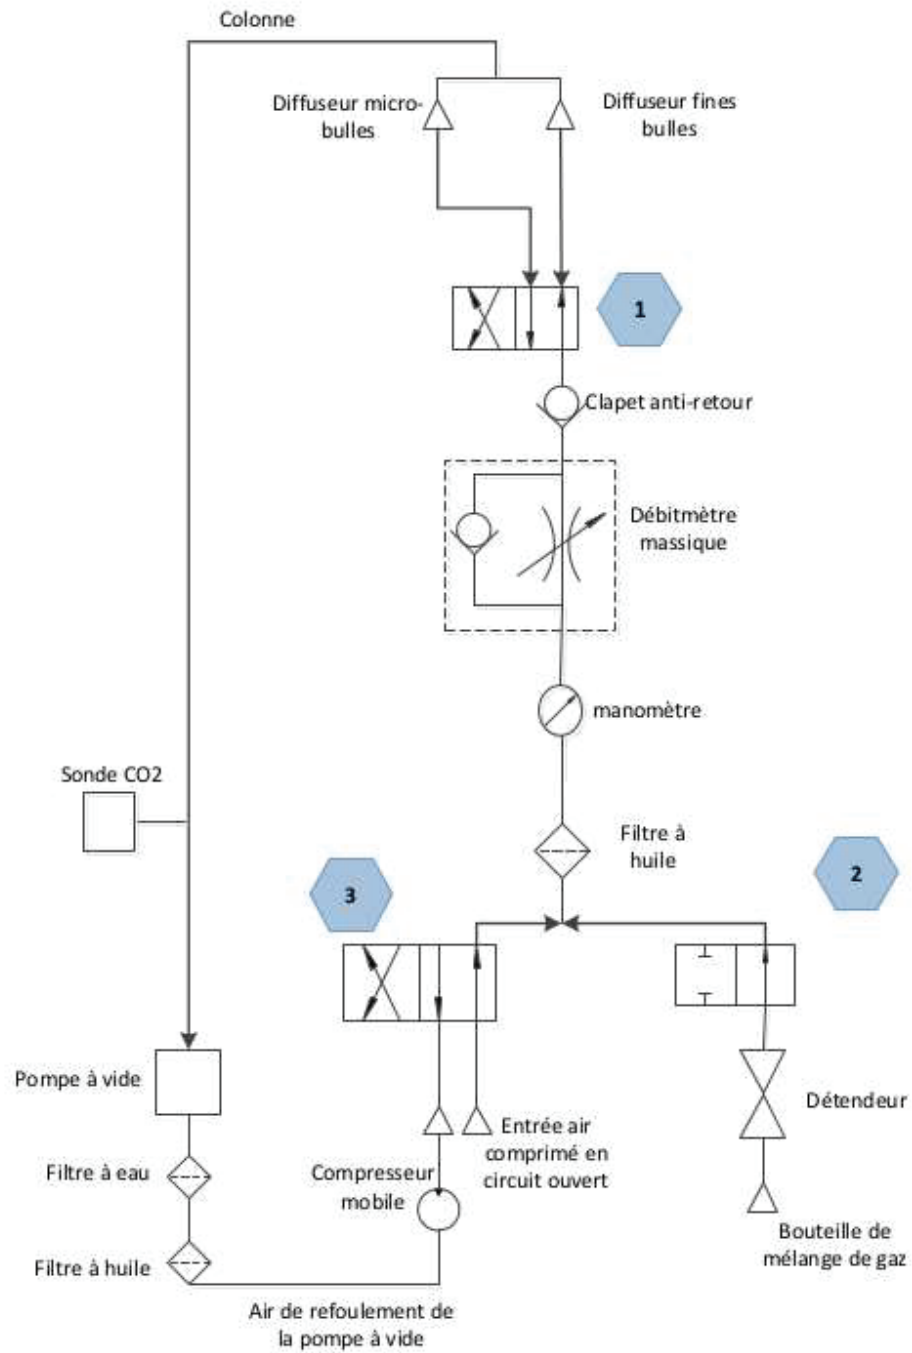 Colonne
Diffuseur micro-
bulles
Diffuseur fines
bulles
1
Clapet anti-retour
Débitmètre
massique
manomètre
Sonde CO2
Filtre à
huile
2
3
Pompe à vide
Détendeur
Entrée air
comprimé en
circuit ouvert
Compresseur
mobile
Filtre à eau
Filtre à huile
Bouteille de
mélange de gaz
Air de refoulement de
la pompe à vide